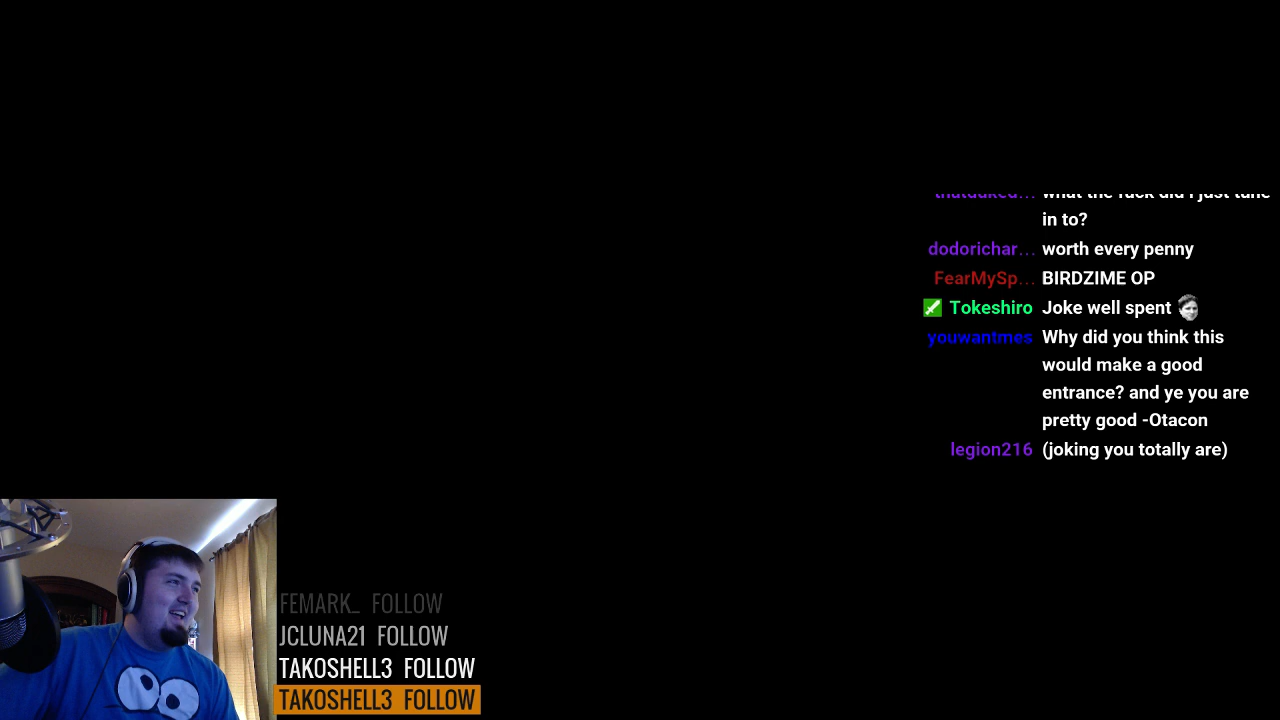 what the fuck did i just tune
in to?
dodorichar... worth every penny
FearMySp... BIRDZIME OP
Tokeshiro Joke well spent
youwantmes Why did you think this
would make a good
entrance? and ye you are
pretty good -Otacon
legion216 (joking you totally are)
FEMARK_ FOLLOW
JCLUNA21 FOLLOW
TAKOSHELL3 FOLLOW
TAKOSHELL3 FOLLOW